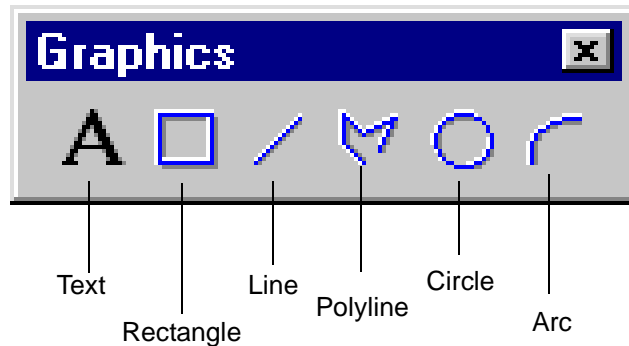 Graphics
A
Text
Rectangle
Line
Polyline
Circle
Arc